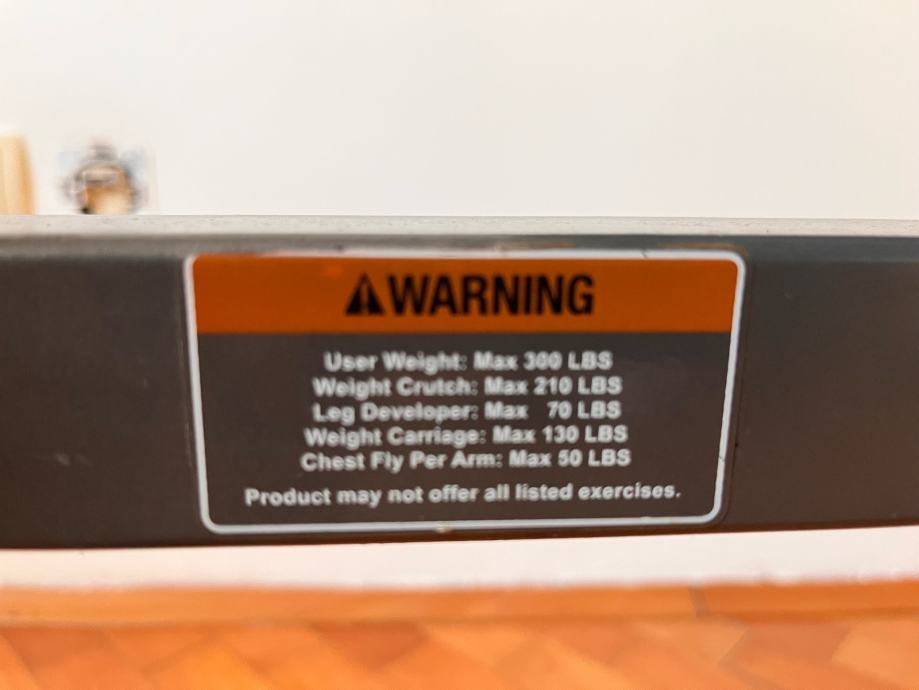 WARNING
User Weight: Max 300 LBS
Weight Crutch: Max 210 LBS
Leg Developer: Max 70 LBS
Weight Carriage: Max 130 LBS
Chest Fly Per Arm: Max 50 LBS
Product may not offer all listed exercises.